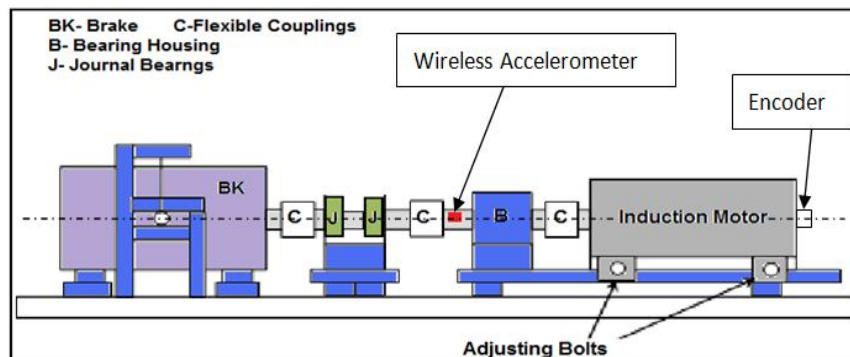 BK- Brake C-Flexible Couplings
B- Bearing Housing
J- Journal Bearngs
Wireless Accelerometer
Encoder
BK
C
J
J
C
B
C
Induction Motor
Adjusting Bolts